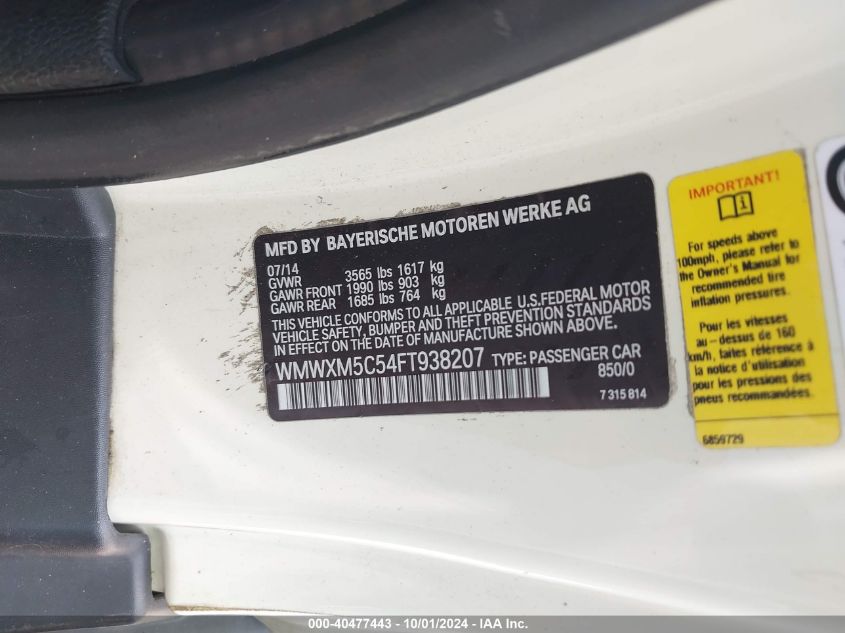 MFD BY BAYERISCHE MOTOREN WERKE AG
07/14
GVWR 3565 lbs 1617 kg
GAWR FRONT 1990 lbs 903 kg
GAWR REAR 1685 lbs 764 kg
THIS VEHICLE CONFORMS TO ALL APPLICABLE U.S.FEDERAL MOTOR
VEHICLE SAFETY, BUMPER AND THEFT PREVENTION STANDARDS
IN EFFECT ON THE DATE OF MANUFACTURE SHOWN ABOVE.
WMWXM5C54FT938207 TYPE: PASSENGER CAR
850/0
7 315 814
IMPORTANT!
For speeds above
100mph, please refer to
the Owner's Manual for
recommended tire
inflation pressures.
Pour les vitesses
au-dessus de 160
km/h, faites référence à
la notice d'utilisation
pour les pressions des
pneus recommandées.
6859729
000-40477443 - 10/01/2024 - IAA Inc.